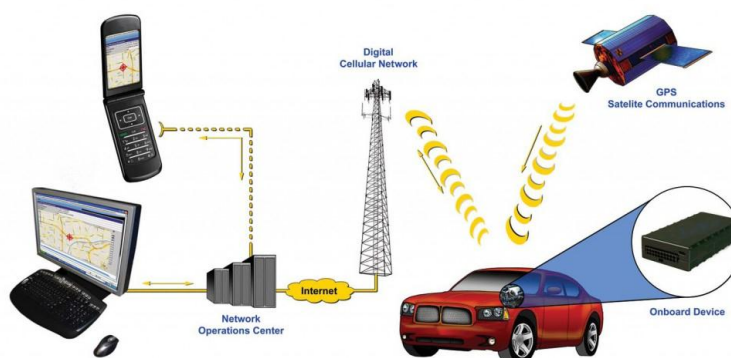 Digital
Cellular Network
GPS
Satelite Communications
Internet
Network
Operations Center
Onboard Device